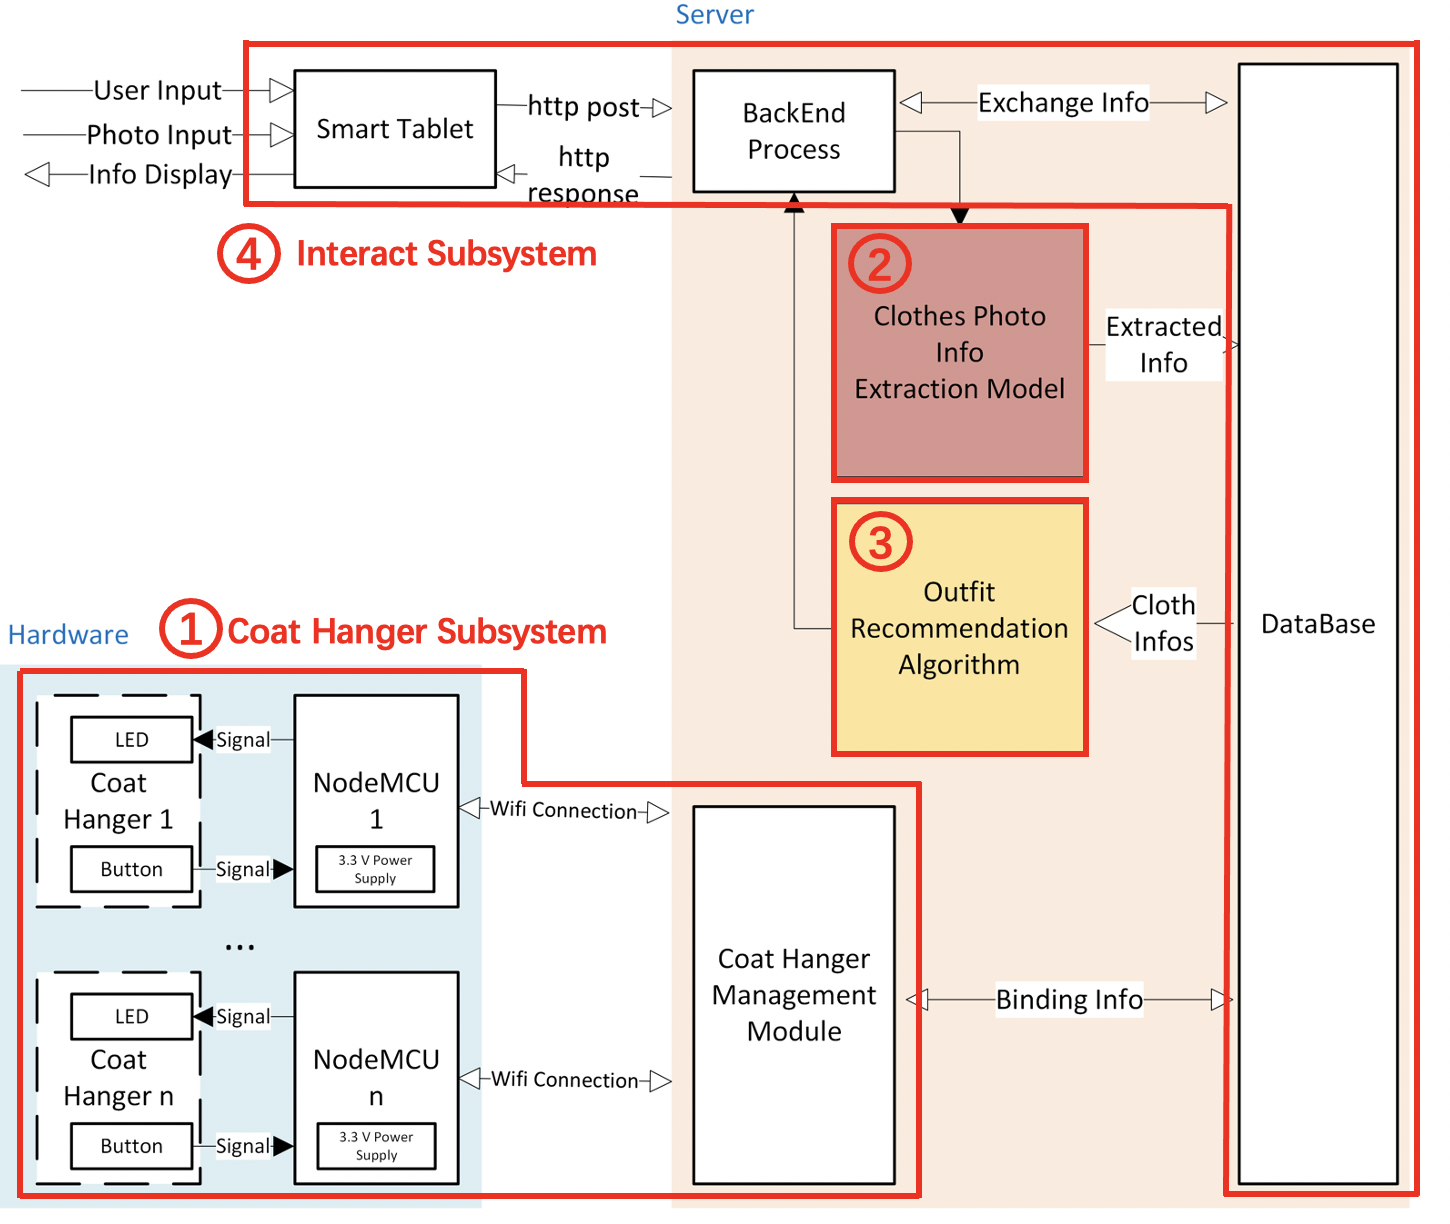 Server
User Input
Photo Input
Info Display
Smart Tablet
http post
http
response
BackEnd
Process
Exchange Info
④ Interact Subsystem
②
Clothes Photo
Info
Extraction Model
Extracted
Info
③
Outfit
Recommendation
Algorithm
Cloth
Infos
DataBase
Hardware
① Coat Hanger Subsystem
LED
Signal
Coat
Hanger 1
Button
Signal
NodeMCU
1
3.3 V Power
Supply
Wifi Connection
...
LED
Signal
Coat
Hanger n
Button
Signal
NodeMCU
n
3.3 V Power
Supply
Wifi Connection
Coat Hanger
Management
Module
Binding Info